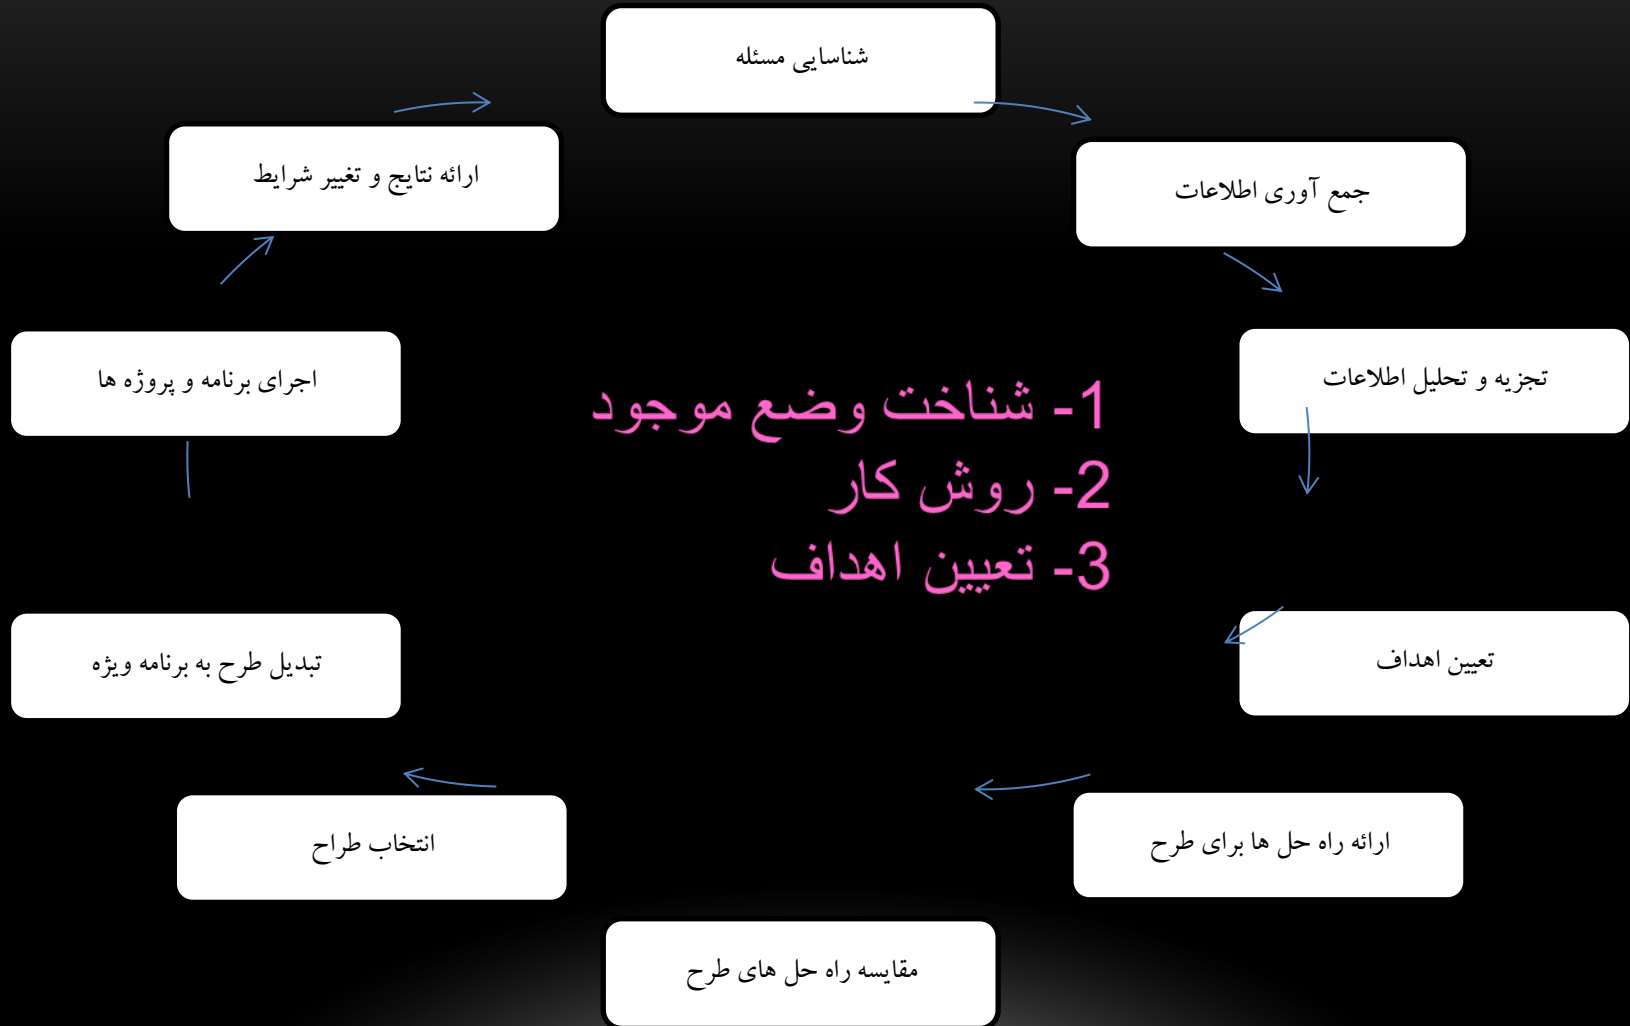 شناسایی مسئله
جمع آوری اطلاعات
تجزیه و تحلیل اطلاعات
تعیین اهداف
ارائه راه حل ها برای طرح
مقایسه راه حل های طرح
انتخاب طراح
تبدیل طرح به برنامه ویژه
اجرای برنامه و پروژه ها
ارائه نتایج و تغییر شرایط
1- شناخت وضع موجود
2- روش کار
3- تعیین اهداف